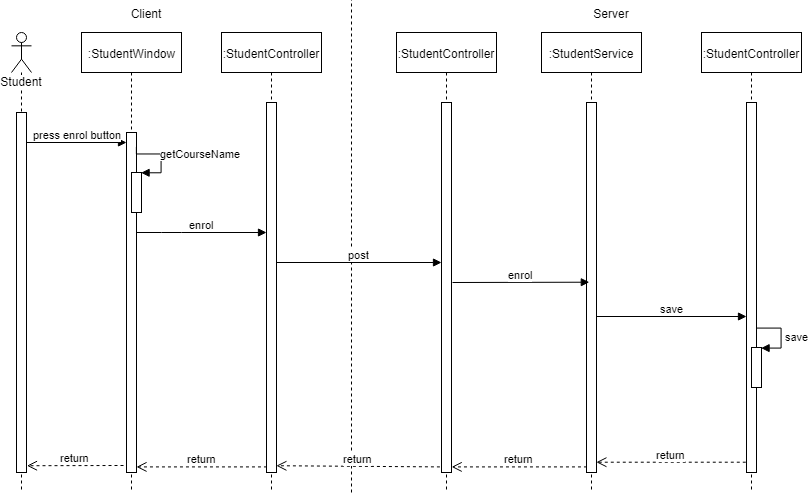 Client
Server
:StudentWindow
:StudentController
:StudentController
:StudentService
:StudentController
Student
press enrol button
getCourseName
enrol
post
enrol
save
save
return
return
return
return
return